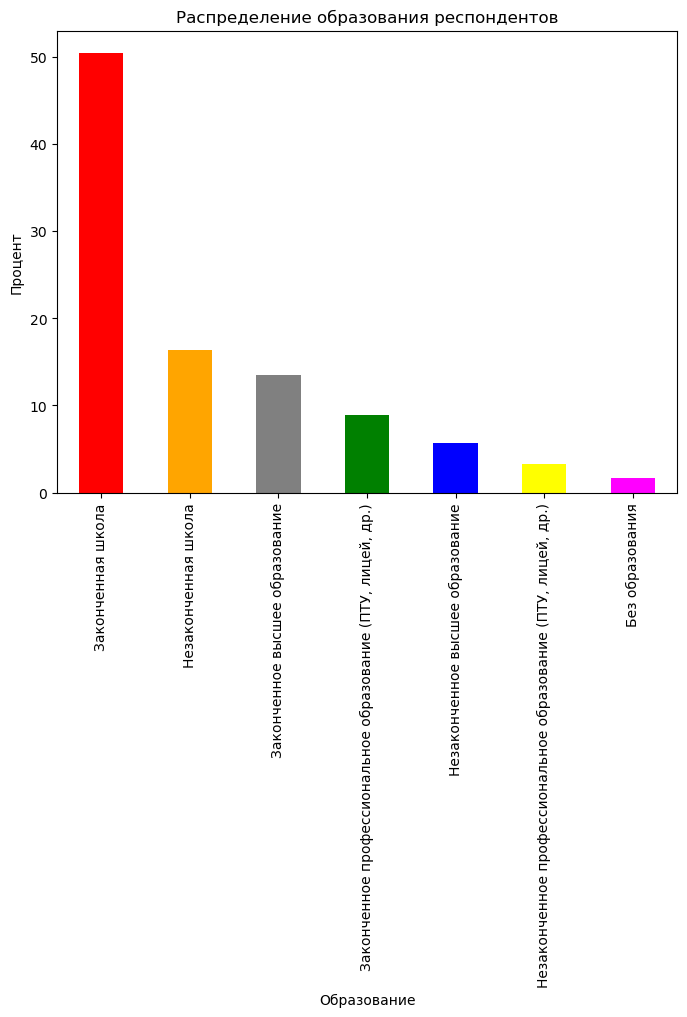 Распределение образования респондентов
Процент
50
40
30
20
10
0
Законченная школа
Незаконченная школа
Законченное высшее образование
Законченное профессиональное образование (ПТУ, лицей, др.)
Незаконченное высшее образование
Незаконченное профессиональное образование (ПТУ, лицей, др.)
Без образования
Образование